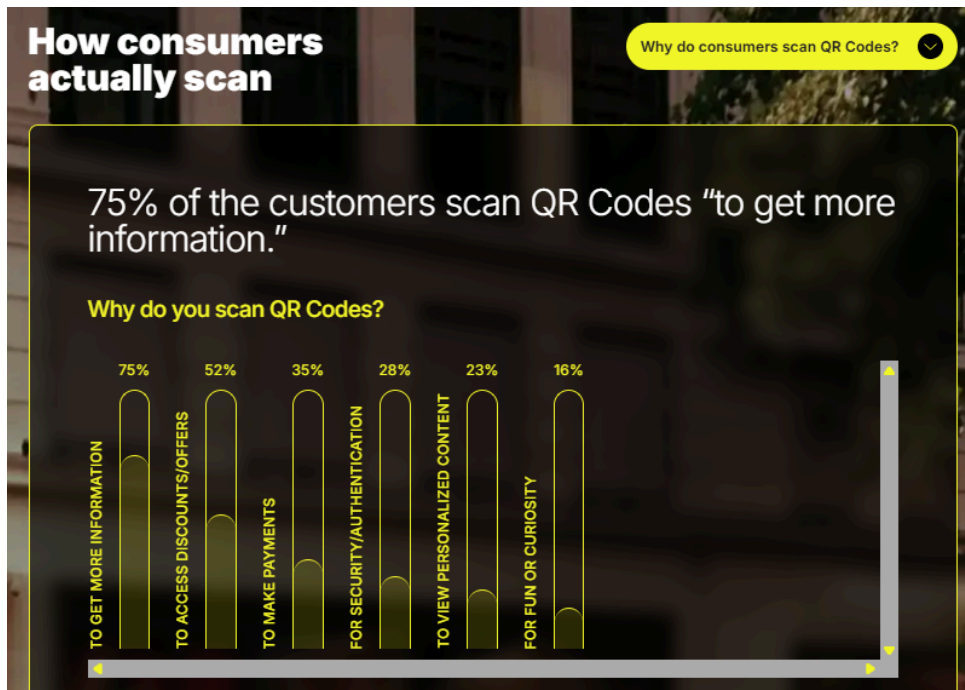 How consumers
actually scan
Why do consumers scan QR Codes?
75% of the customers scan QR Codes “to get more
information.”
Why do you scan QR Codes?
75%
TO GET MORE INFORMATION
52%
TO ACCESS DISCOUNTS/OFFERS
35%
TO MAKE PAYMENTS
28%
FOR SECURITY/AUTHENTICATION
23%
TO VIEW PERSONALIZED CONTENT
16%
FOR FUN OR CURIOSITY